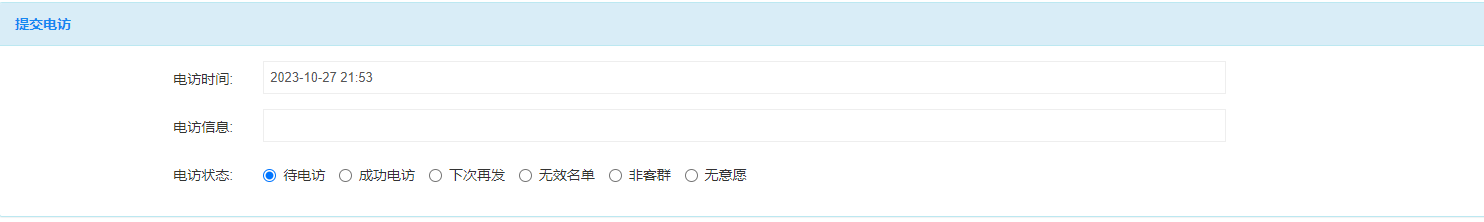 提交电访
电访时间: 2023-10-27 21:53
电访信息:
电访状态: 待电访 成功电访 下次再发 无效名单 非客群 无意愿